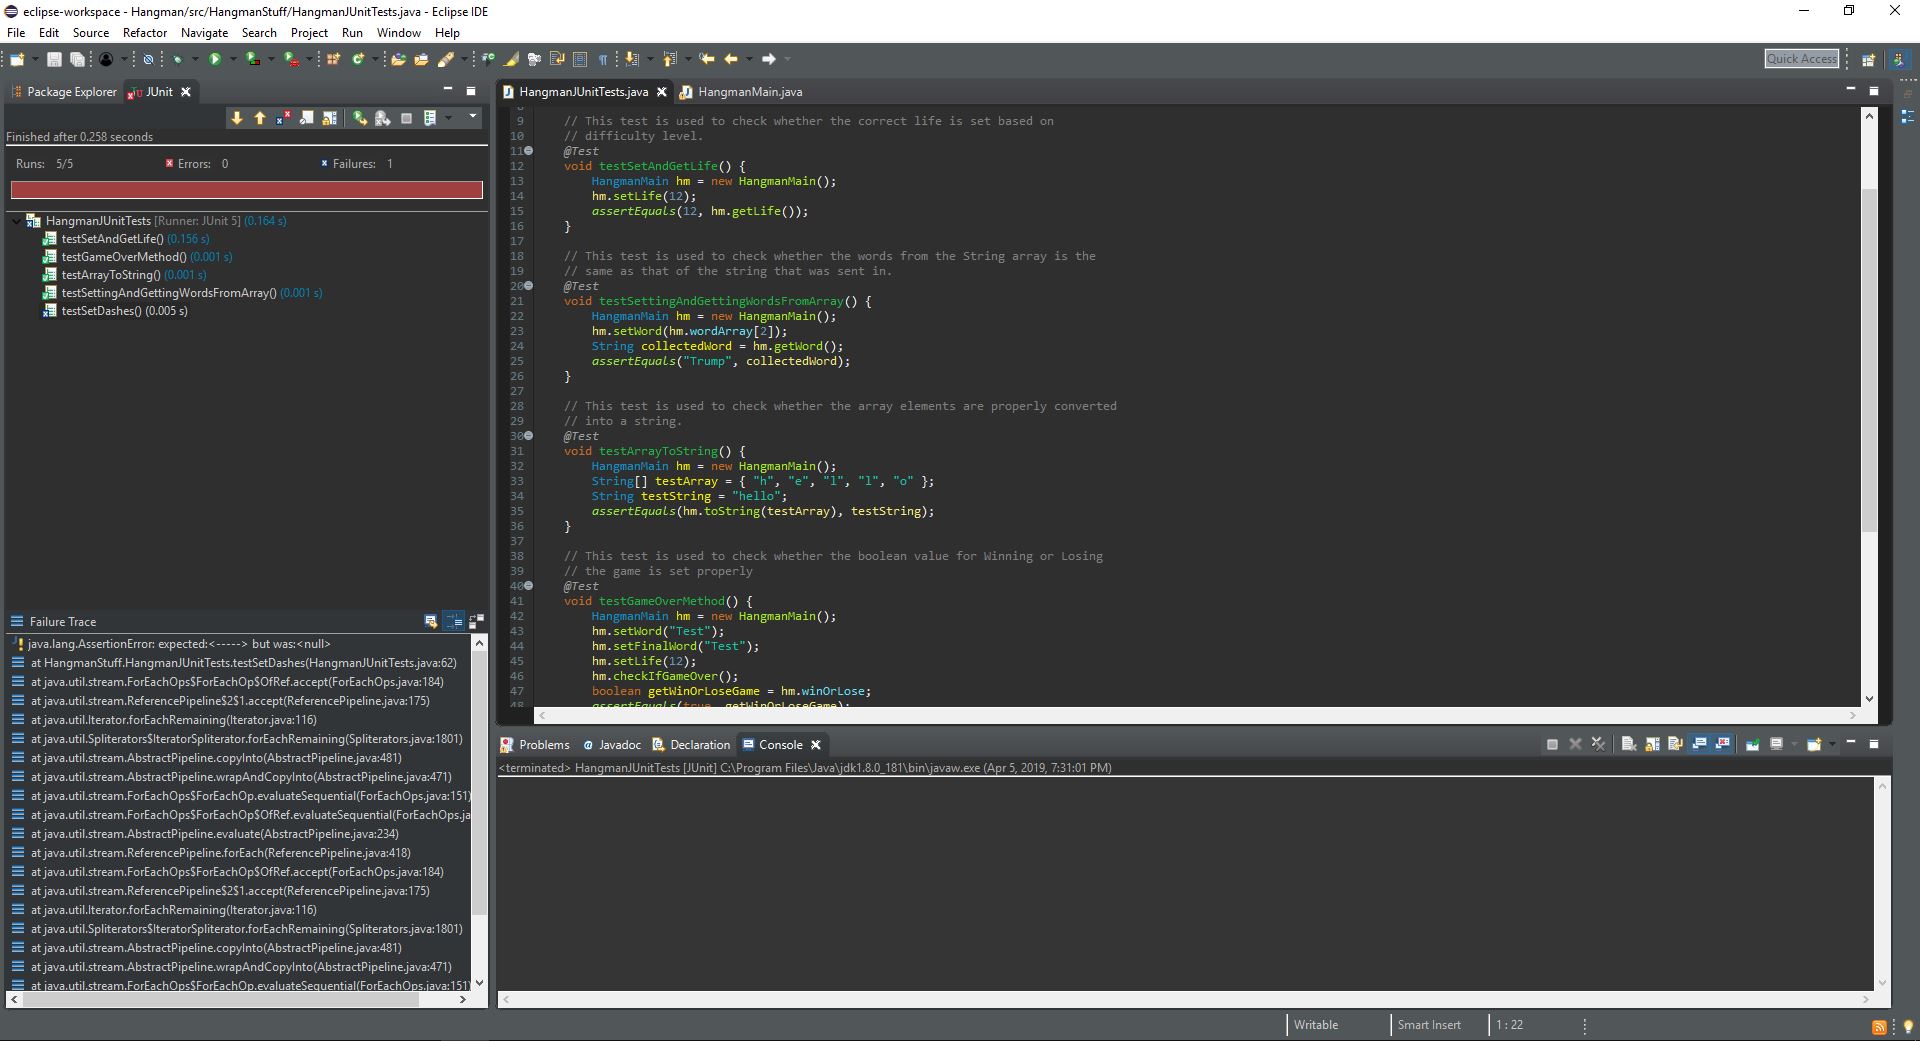 eclipse-workspace - Hangman/src/HangmanStuff/HangmanJUnitTests.java - Eclipse IDE
File Edit Source Refactor Navigate Search Project Run Window Help
Quick Access
Package Explorer JUnit
Finished after 0.258 seconds
Runs: 5/5 Errors: 0 Failures: 1
HangmanJUnitTests [Runner: JUnit 5] (0.164 s)
testSetAndGetLife() (0.156 s)
testGameOverMethod() (0.001 s)
testArrayToString() (0.001 s)
testSettingAndGettingWordsFromArray() (0.001 s)
testSetDashes() (0.005 s)
Failure Trace
java.lang.AssertionError: expected:<-----> but was:<null>
at HangmanStuff.HangmanJUnitTests.testSetDashes(HangmanJUnitTests.java:62)
at java.util.stream.ForEachOps$ForEachOp$OfRef.accept(ForEachOps.java:184)
at java.util.stream.ReferencePipeline$2$1.accept(ReferencePipeline.java:175)
at java.util.Iterator.forEachRemaining(Iterator.java:116)
at java.util.Spliterators$IteratorSpliterator.forEachRemaining(Spliterators.java:1801)
at java.util.stream.AbstractPipeline.copyInto(AbstractPipeline.java:481)
at java.util.stream.AbstractPipeline.wrapAndCopyInto(AbstractPipeline.java:471)
at java.util.stream.ForEachOps$ForEachOp.evaluateSequential(ForEachOps.java:151)
at java.util.stream.ForEachOps$ForEachOp$OfRef.evaluateSequential(ForEachOps.ja
at java.util.stream.AbstractPipeline.evaluate(AbstractPipeline.java:234)
at java.util.stream.ReferencePipeline.forEach(ReferencePipeline.java:418)
at java.util.stream.ForEachOps$ForEachOp$OfRef.accept(ForEachOps.java:184)
at java.util.stream.ReferencePipeline$2$1.accept(ReferencePipeline.java:175)
at java.util.Iterator.forEachRemaining(Iterator.java:116)
at java.util.Spliterators$IteratorSpliterator.forEachRemaining(Spliterators.java:1801)
at java.util.stream.AbstractPipeline.copyInto(AbstractPipeline.java:481)
at java.util.stream.AbstractPipeline.wrapAndCopyInto(AbstractPipeline.java:471)
at java.util.stream.ForEachOps$ForEachOp.evaluateSequential(ForEachOps.java:151)
HangmanJUnitTests.java HangmanMain.java
8
9 // This test is used to check whether the correct life is set based on
10 // difficulty level.
11 @Test
12 void testSetAndGetLife() {
13 HangmanMain hm = new HangmanMain();
14 hm.setLife(12);
15 assertEquals(12, hm.getLife());
16 }
17
18 // This test is used to check whether the words from the String array is the
19 // same as that of the string that was sent in.
20 @Test
21 void testSettingAndGettingWordsFromArray() {
22 HangmanMain hm = new HangmanMain();
23 hm.setWord(hm.wordArray[2]);
24 String collectedWord = hm.getWord();
25 assertEquals("Trump", collectedWord);
26 }
27
28 // This test is used to check whether the array elements are properly converted
29 // into a string.
30 @Test
31 void testArrayToString() {
32 HangmanMain hm = new HangmanMain();
33 String[] testArray = { "h", "e", "l", "l", "o" };
34 String testString = "hello";
35 assertEquals(hm.toString(testArray), testString);
36 }
37
38 // This test is used to check whether the boolean value for Winning or Losing
39 // the game is set properly
40 @Test
41 void testGameOverMethod() {
42 HangmanMain hm = new HangmanMain();
43 hm.setWord("Test");
44 hm.setFinalWord("Test");
45 hm.setLife(12);
46 hm.checkIfGameOver();
47 boolean getWinOrLoseGame = hm.winOrLose;
48 assertEquals(true, getWinOrLoseGame);
Problems Javadoc Declaration Console
<terminated> HangmanJUnitTests [JUnit] C:\Program Files\Java\jdk1.8.0_181\bin\javaw.exe (Apr 5, 2019, 7:31:01 PM)
Writable Smart Insert 1 : 22